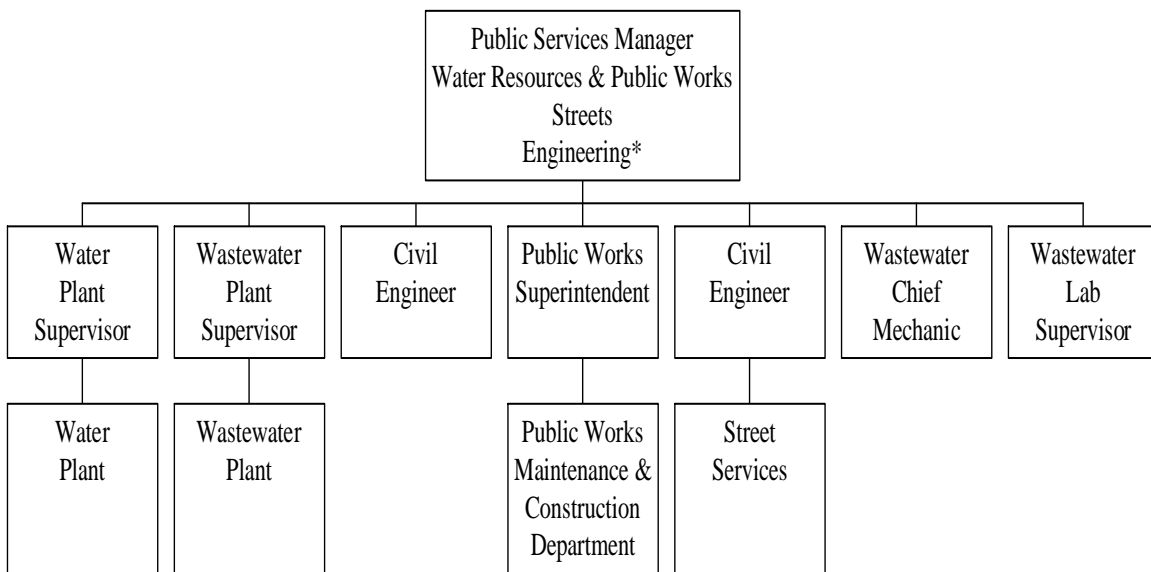 Public Services Manager
Water Resources & Public Works
Streets
Engineering*
Water
Plant
Supervisor
Wastewater
Plant
Supervisor
Civil
Engineer
Public Works
Superintendent
Civil
Engineer
Wastewater
Chief
Mechanic
Wastewater
Lab
Supervisor
Water
Plant
Wastewater
Plant
Public Works
Maintenance &
Construction
Department
Street
Services